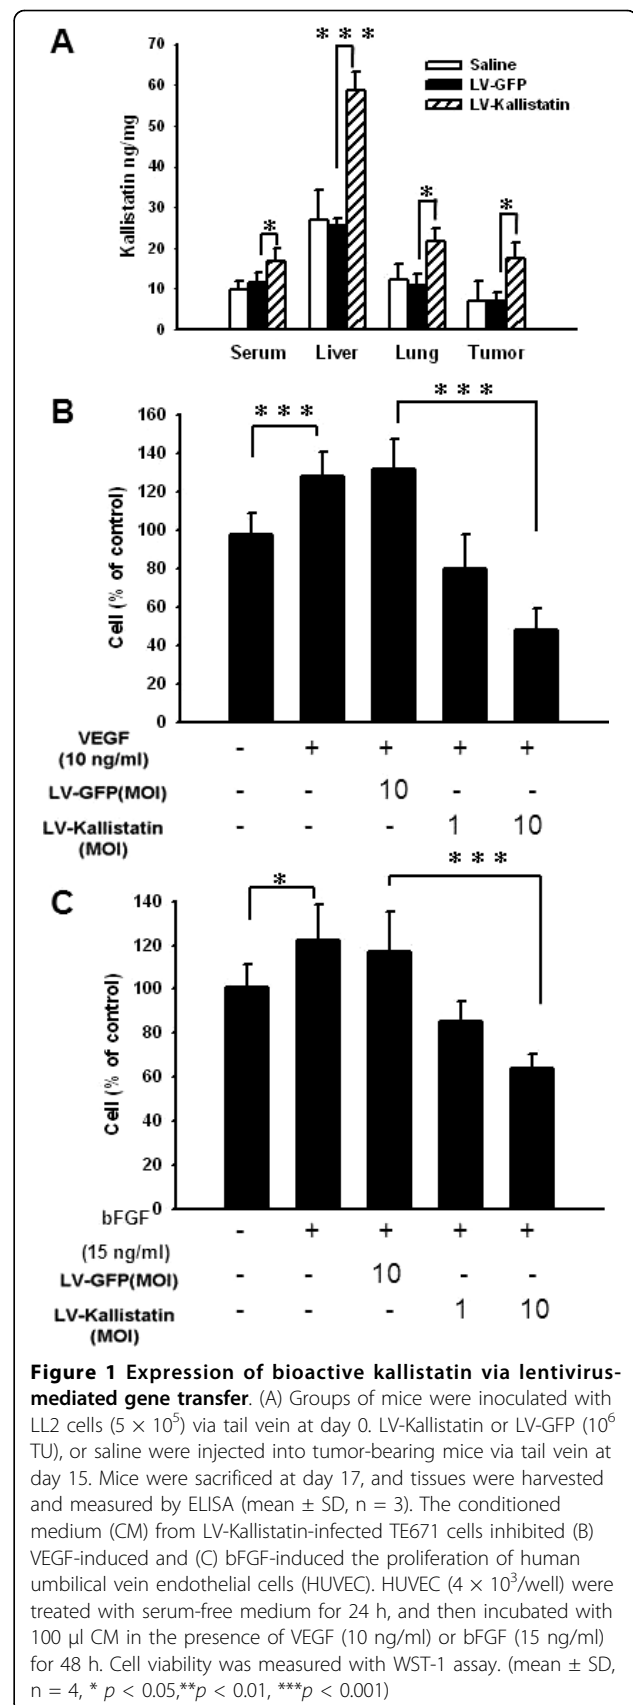 A
Kallistatin ng/mg
70
60
50
40
30
20
10
0
* * *
*
*
*
Saline
LV-GFP
LV-Kallistatin
Serum Liver Lung Tumor
B
Cell (% of control)
160
140
120
100
80
60
40
20
0
* * *
* * *
VEGF
(10 ng/ml)
- + + + +
LV-GFP(MOI) - - 10 - -
LV-Kallistatin
(MOI)
- - - 1 10
C
Cell (% of control)
140
120
100
80
60
40
20
0
*
* * *
bFGF
(15 ng/ml)
- + + + +
LV-GFP(MOI) - - 10 - -
LV-Kallistatin
(MOI)
- - - 1 10
Figure 1 Expression of bioactive kallistatin via lentivirus-
mediated gene transfer. (A) Groups of mice were inoculated with
LL2 cells (5 × 10⁵) via tail vein at day 0. LV-Kallistatin or LV-GFP (10⁶
TU), or saline were injected into tumor-bearing mice via tail vein at
day 15. Mice were sacrificed at day 17, and tissues were harvested
and measured by ELISA (mean ± SD, n = 3). The conditioned
medium (CM) from LV-Kallistatin-infected TE671 cells inhibited (B)
VEGF-induced and (C) bFGF-induced the proliferation of human
umbilical vein endothelial cells (HUVEC). HUVEC (4 × 10³/well) were
treated with serum-free medium for 24 h, and then incubated with
100 μl CM in the presence of VEGF (10 ng/ml) or bFGF (15 ng/ml)
for 48 h. Cell viability was measured with WST-1 assay. (mean ± SD,
n = 4, * p < 0.05,**p < 0.01, ***p < 0.001)